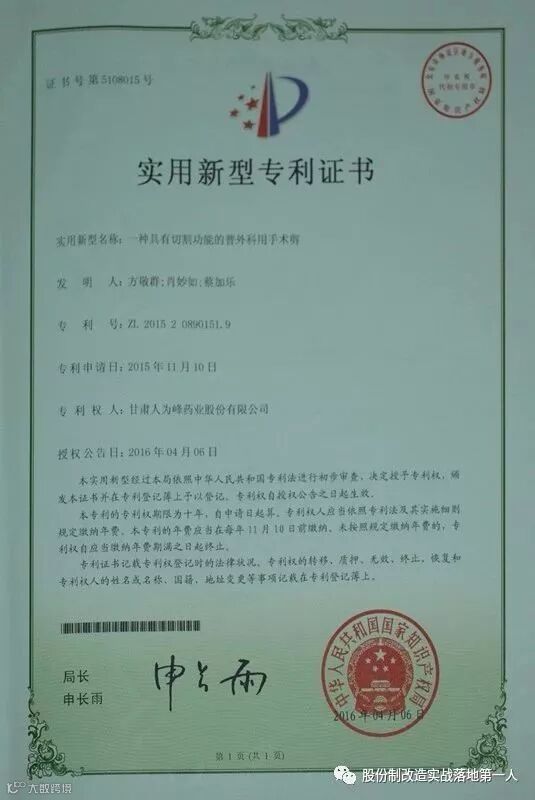 证书号第5108015号
实用新型专利证书
实用新型名称：一种具有切割功能的普外科用手术剪
发 明 人：方敬群;肖妙如;蔡加乐
专 利 号：ZL 2015 2 0890151.9
专利申请日：2015年11月10日
专 利 权 人：甘肃人为峰药业股份有限公司
授权公告日：2016年04月06日
本实用新型经过本局依照中华人民共和国专利法进行初步审查，决定授予专利权，颁
发本证书并在专利登记簿上予以登记。专利权自授权公告之日起生效。
本专利的专利权期限为十年，自申请日起算。专利权人应当依照专利法及其实施细则
规定缴纳年费。本专利的年费应当在每年11月10日前缴纳。未按照规定缴纳年费的，专
利权自应当缴纳年费期满之日起终止。
专利证书记载专利权登记时的法律状况。专利权的转移、质押、无效、终止、恢复和
专利权人的姓名或名称、国籍、地址变更等事项记载在专利登记簿上。
局长
申长雨
申长雨
中华人民共和国国家知识产权局
2016年04月06日
第1页(共1页)
股份制改造实战落地第一人
大数跨境